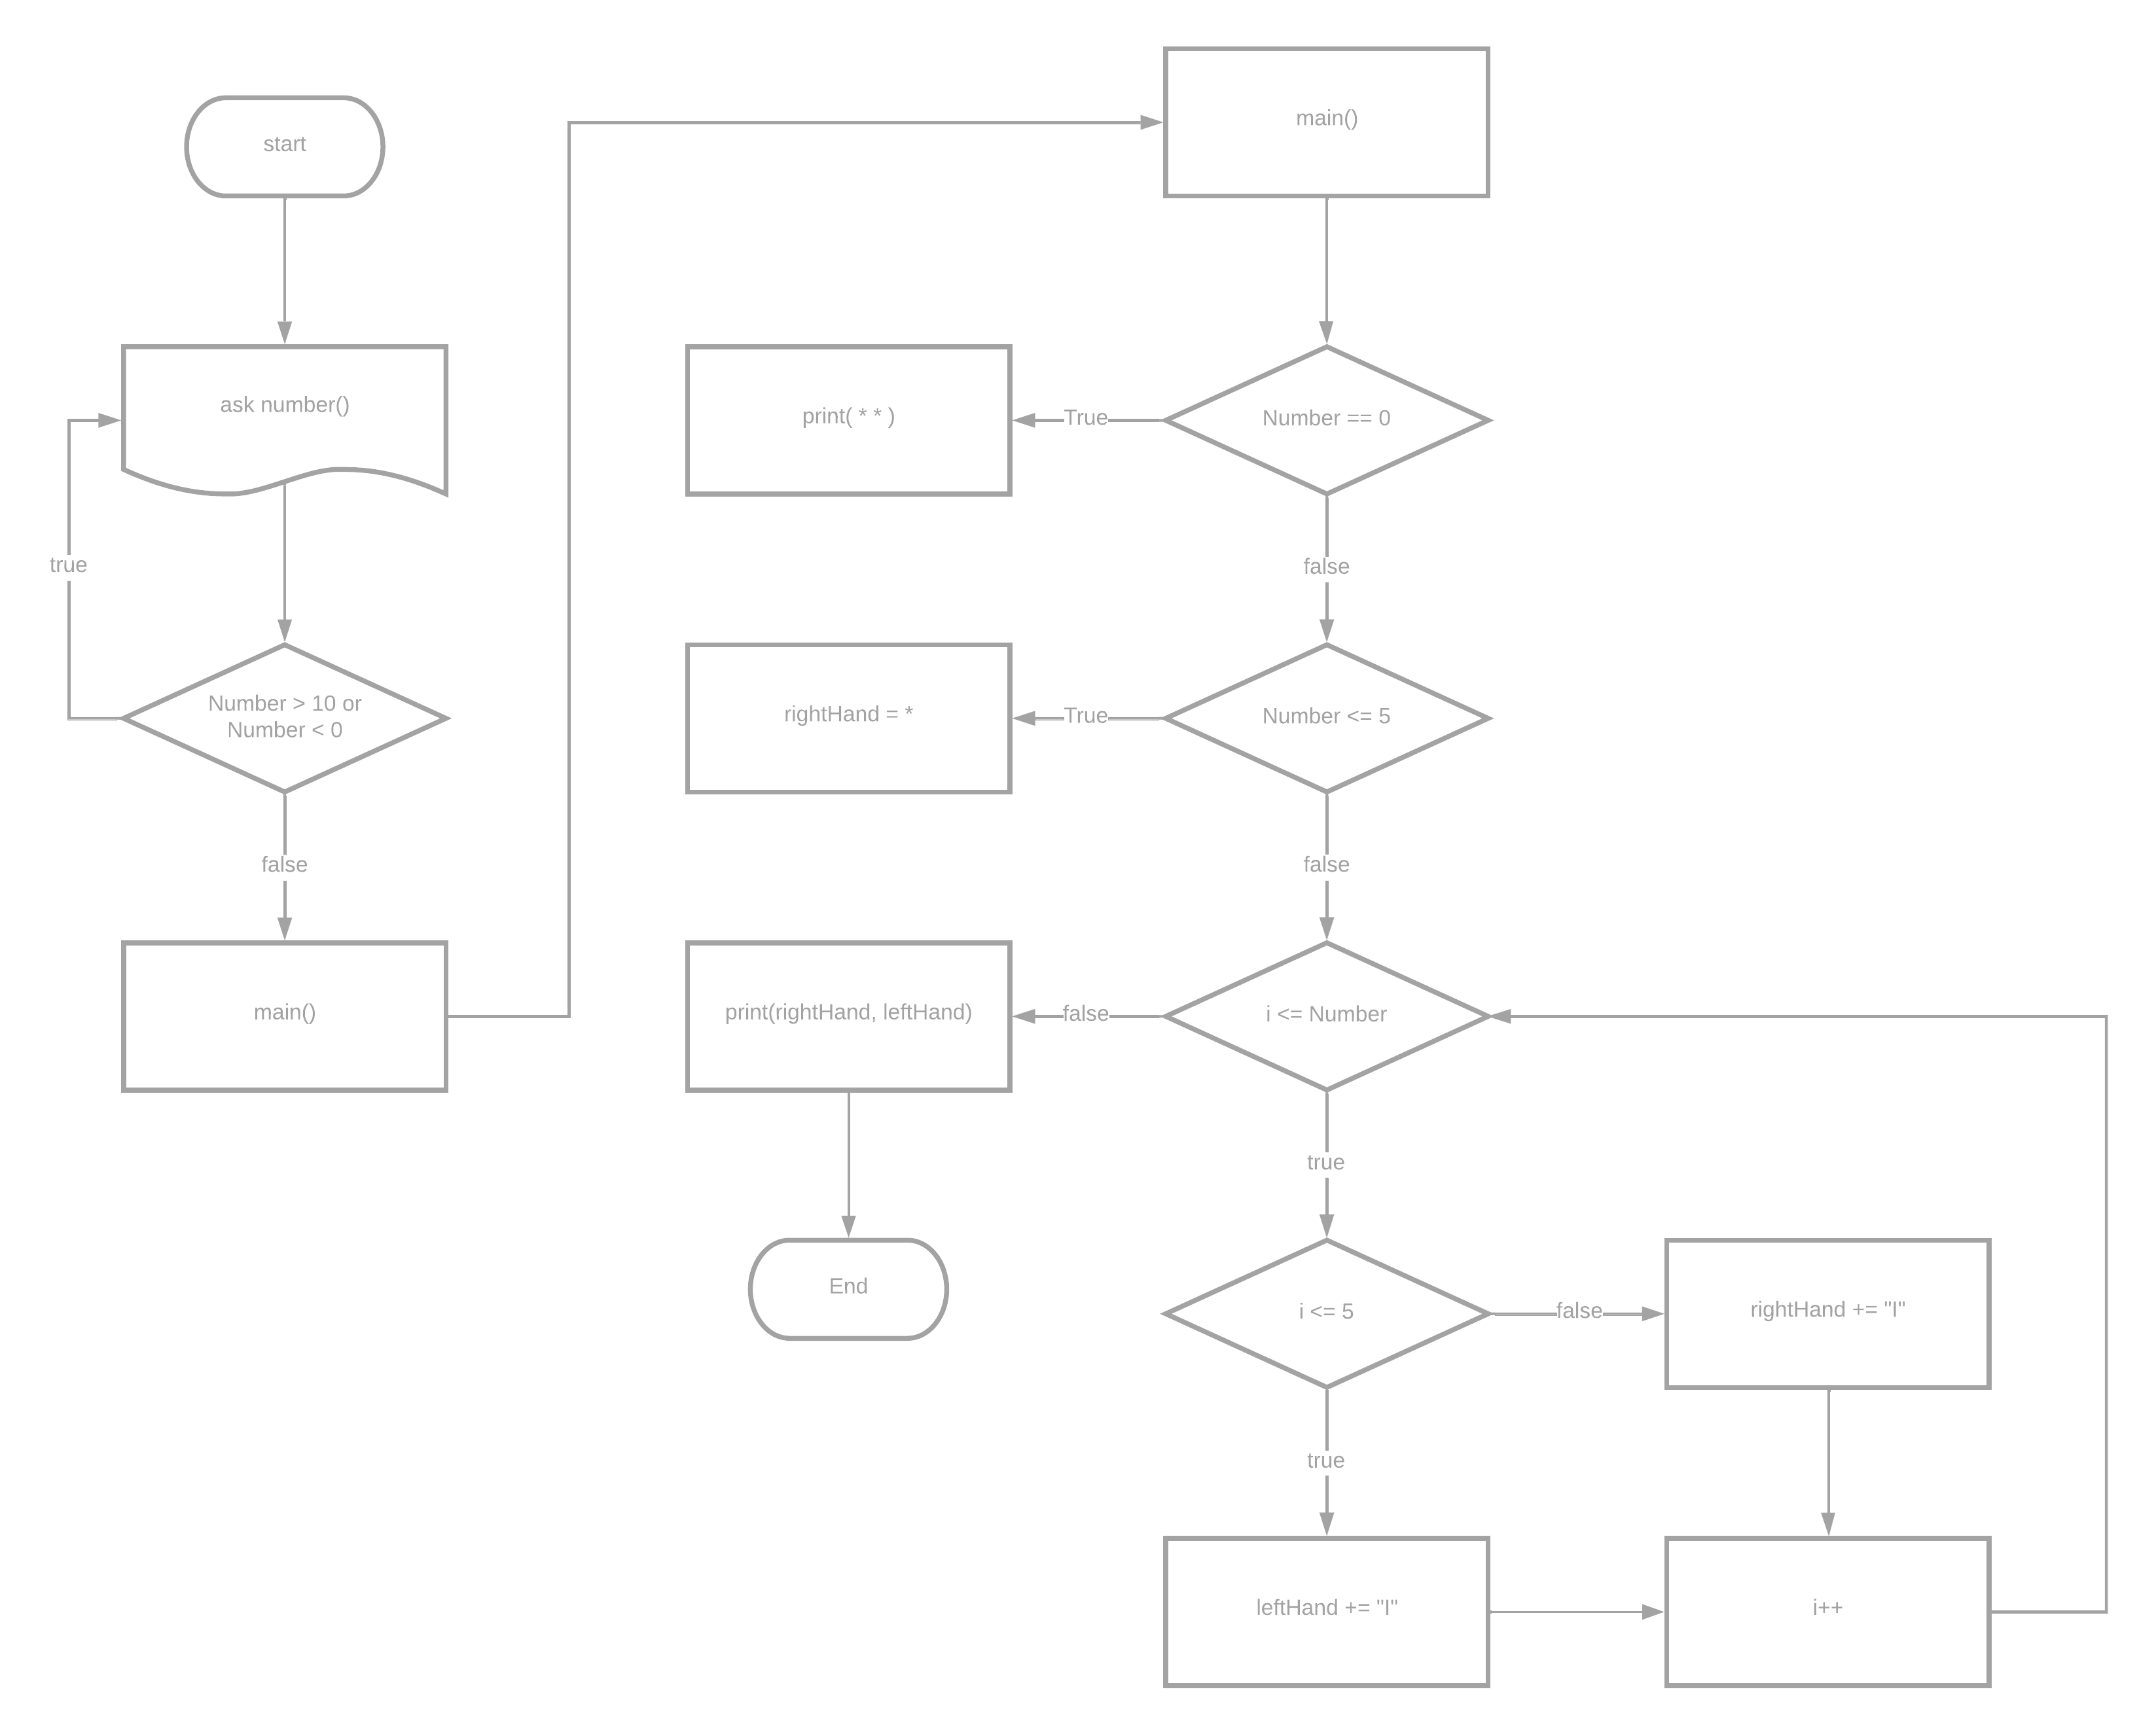 start
ask number()
true
Number > 10 or
Number < 0
false
main()
main()
Number == 0
True
print( * * )
false
Number <= 5
True
rightHand = *
false
i <= Number
false
print(rightHand, leftHand)
End
true
i <= 5
false
rightHand += "I"
true
leftHand += "I"
i++